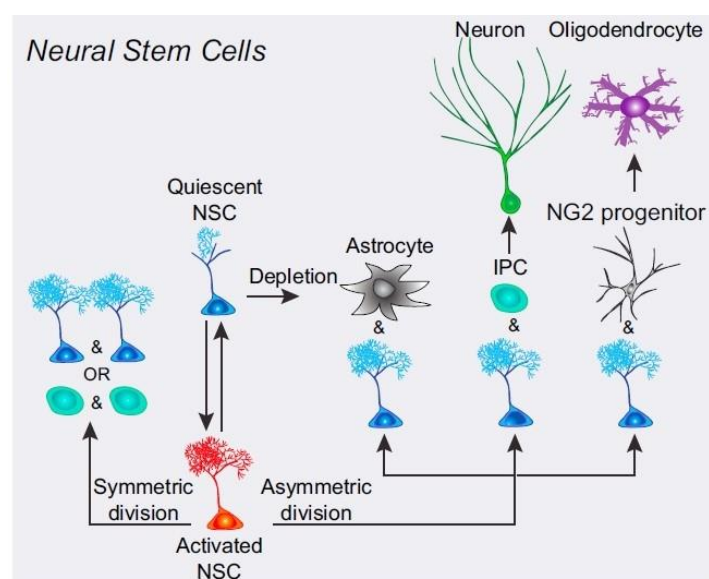 Neural Stem Cells
Neuron
Oligodendrocyte
Quiescent
NSC
NG2 progenitor
Astrocyte
IPC
Depletion
&
&
&
&
OR
&
Symmetric
division
Asymmetric
division
Activated
NSC